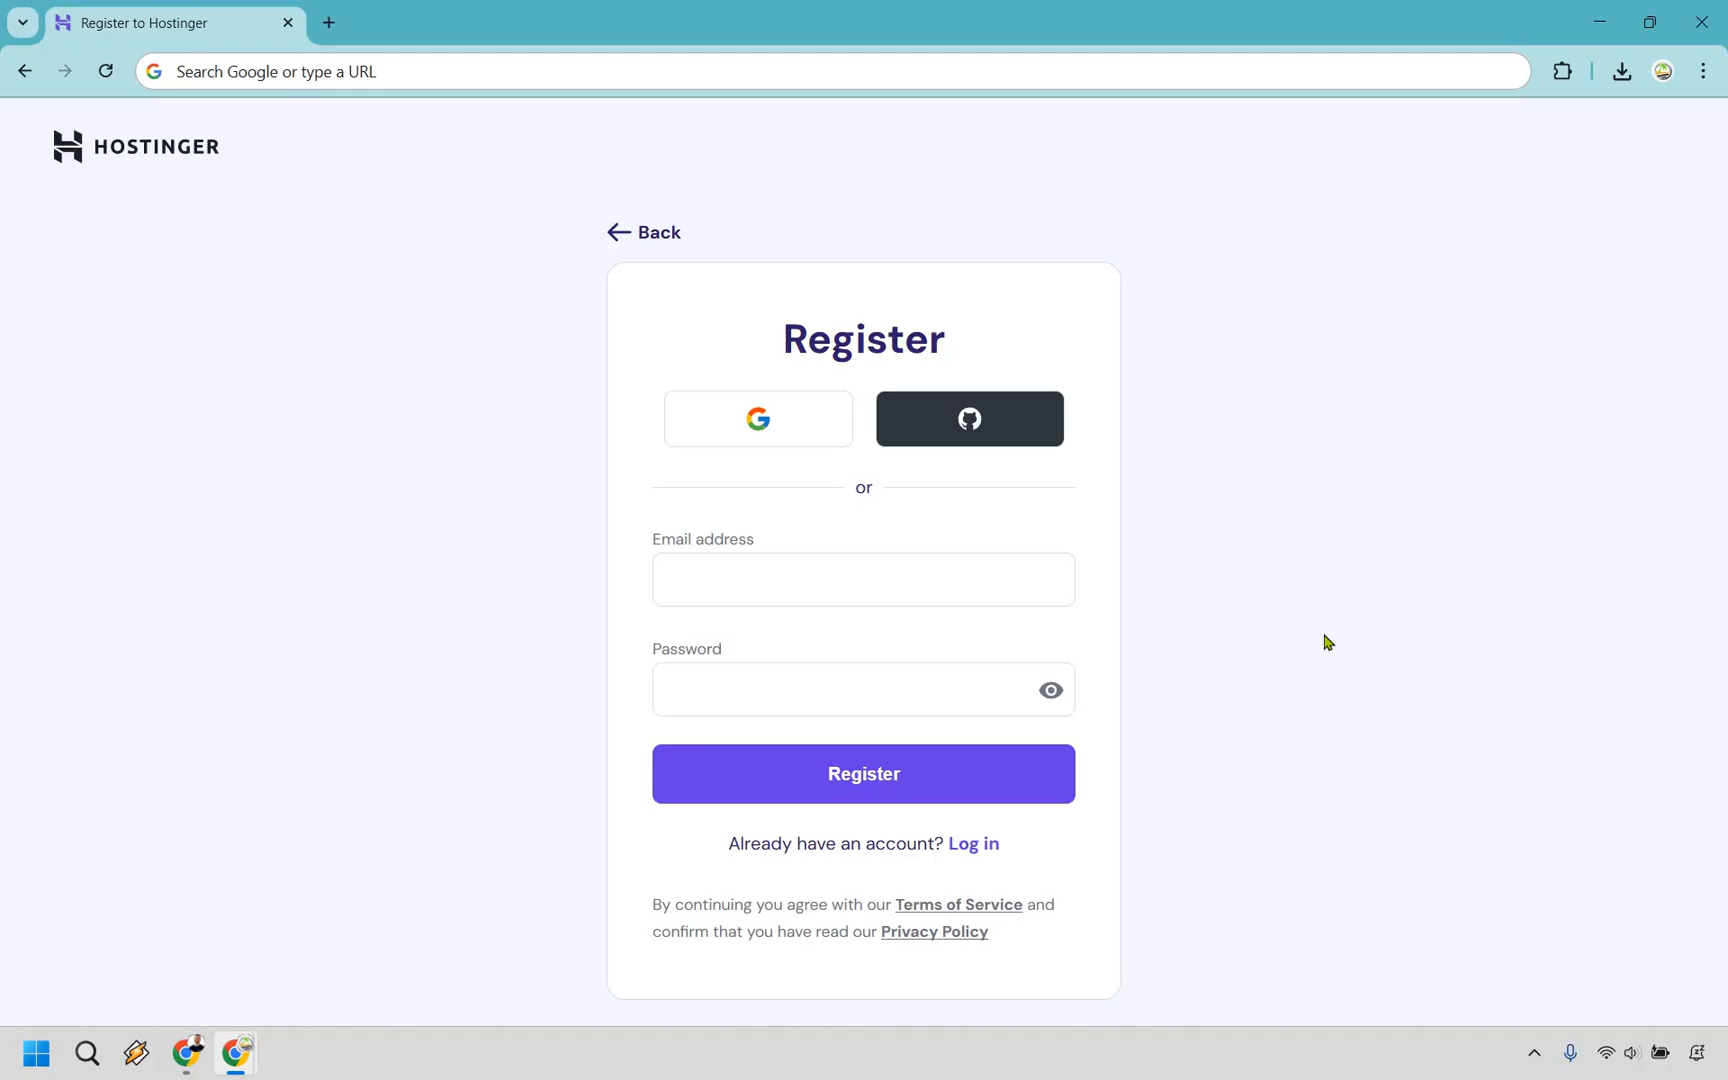 Register to Hostinger
Search Google or type a URL
HOSTINGER
Back
Register
or
Email address
Password
Register
Already have an account? Log in
By continuing you agree with our Terms of Service and
confirm that you have read our Privacy Policy